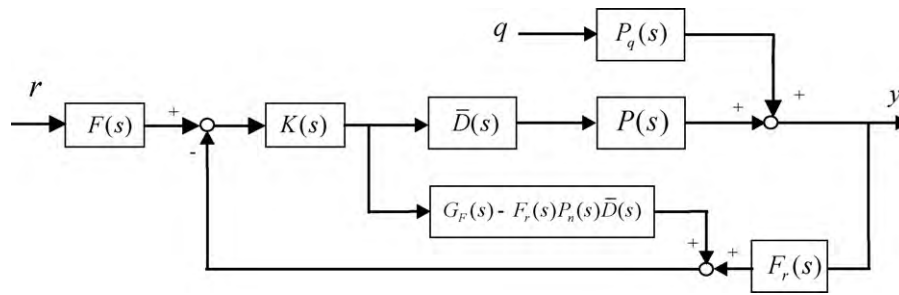 q
P_q(s)
r
F(s)
+
-
K(s)
D̅(s)
P(s)
+
+
y
G_F(s) - F_r(s)P_n(s)D̅(s)
+
+
F_r(s)